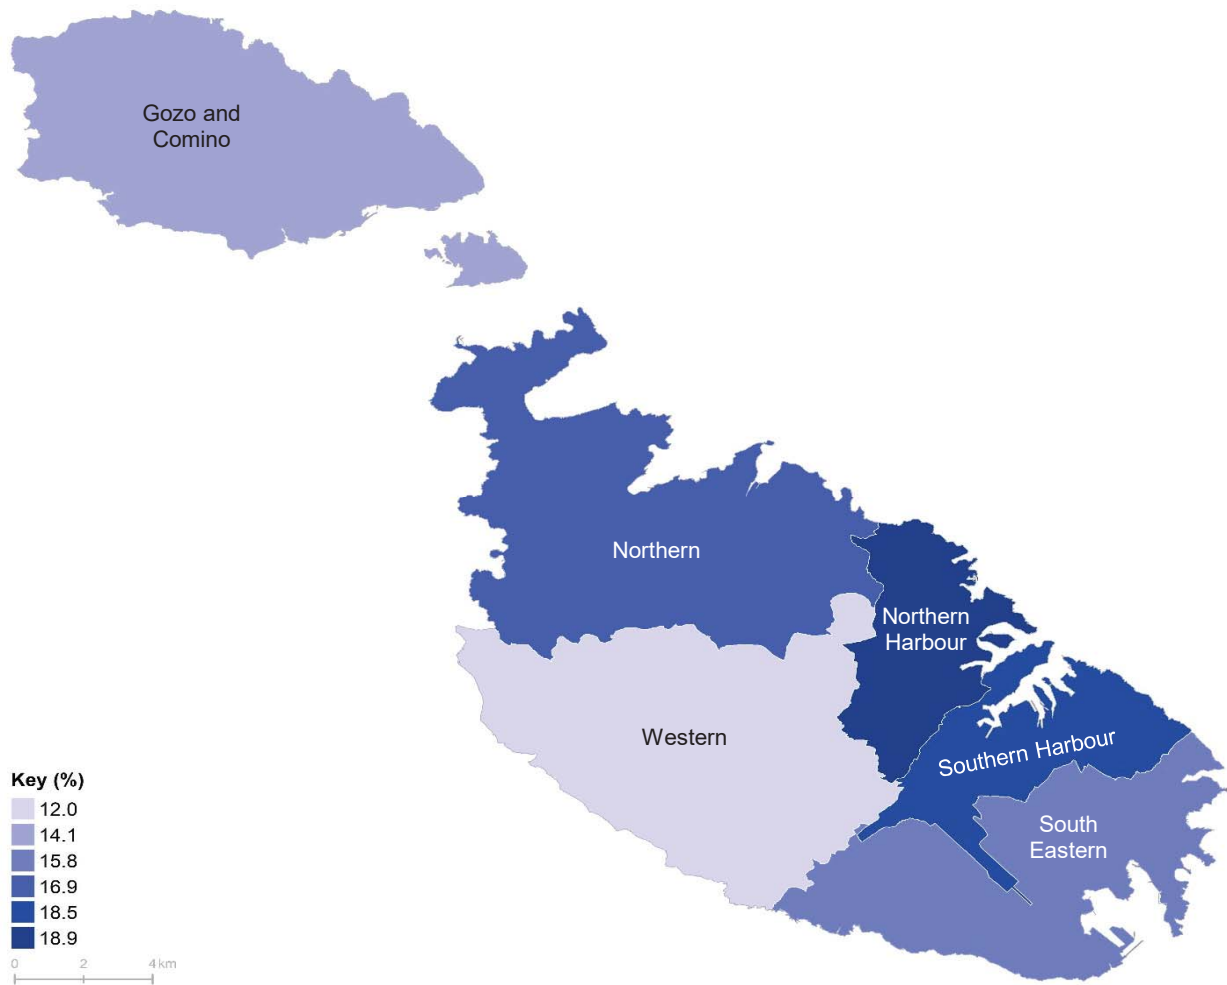 Gozo and
Comino
Northern
Northern
Harbour
Western
Southern Harbour
South
Eastern
Key (%)
12.0
14.1
15.8
16.9
18.5
18.9
0 2 4 km